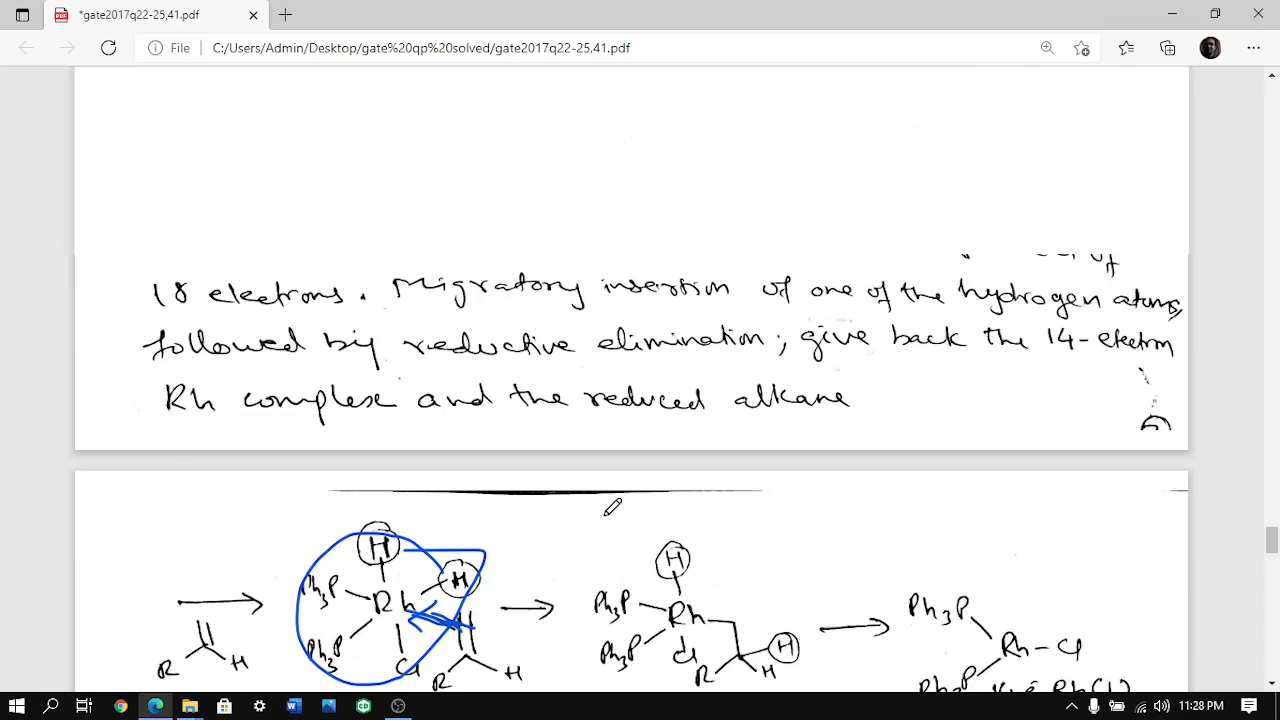 *gate2017q22-25,41.pdf
File C:/Users/Admin/Desktop/gate%20qp%20solved/gate2017q22-25,41.pdf
18 electrons. Migratory insertion of one of the hydrogen atoms,
followed by reductive elimination; give back the 14-electron
Rh complex and the reduced alkane
H
H
Ph3P
Rh
Ph3P
Cl
R
H
R
H
H
Ph3P
Rh
Ph3P
Cl
H
R
H
Ph3P
Rh-Cl
Ph3P
11:28 PM